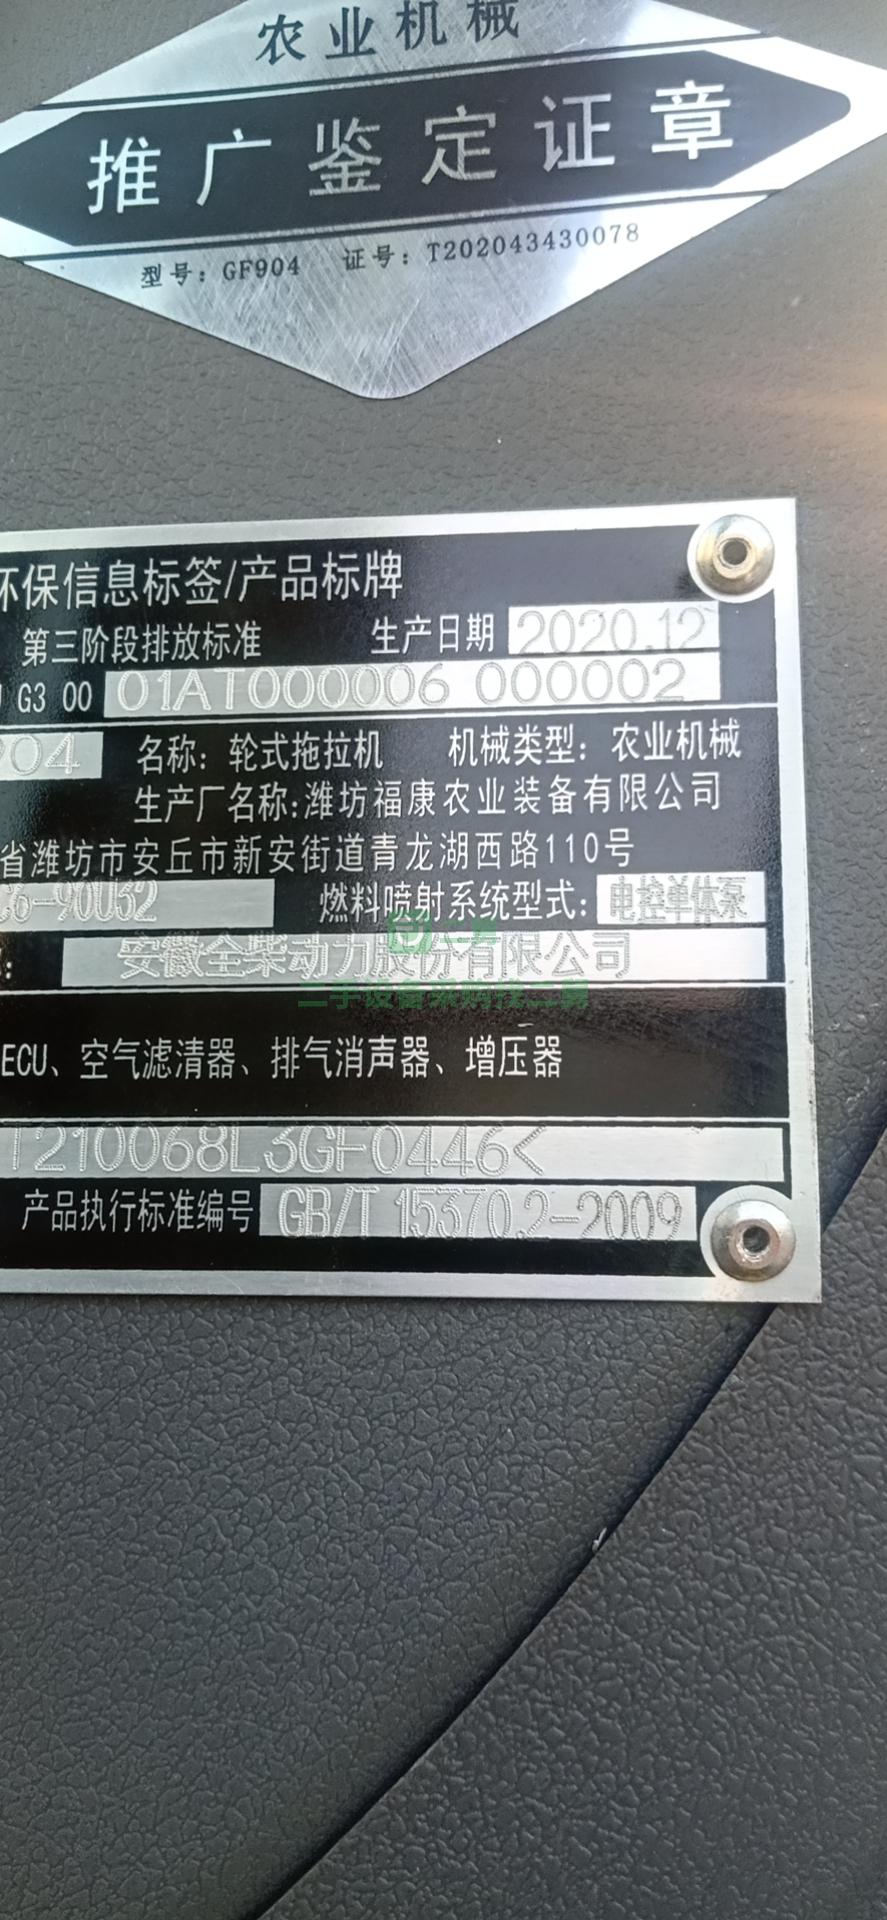 农业机械
推广鉴定证章
型号：GF904 证号：T202043430078
环保信息标签/产品标牌
第三阶段排放标准 生产日期 2020.12
G3 00 01AT000006 000002
904 名称：轮式拖拉机 机械类型：农业机械
生产厂名称：潍坊福康农业装备有限公司
省潍坊市安丘市新安街道青龙湖西路110号
C6-90U32 燃料喷射系统型式：电控单体泵
安徽全柴动力股份有限公司
二手设备采购找二舅
ECU、空气滤清器、排气消声器、增压器
T210068L3GF0446<
产品执行标准编号 GB/T 15370.2-2009